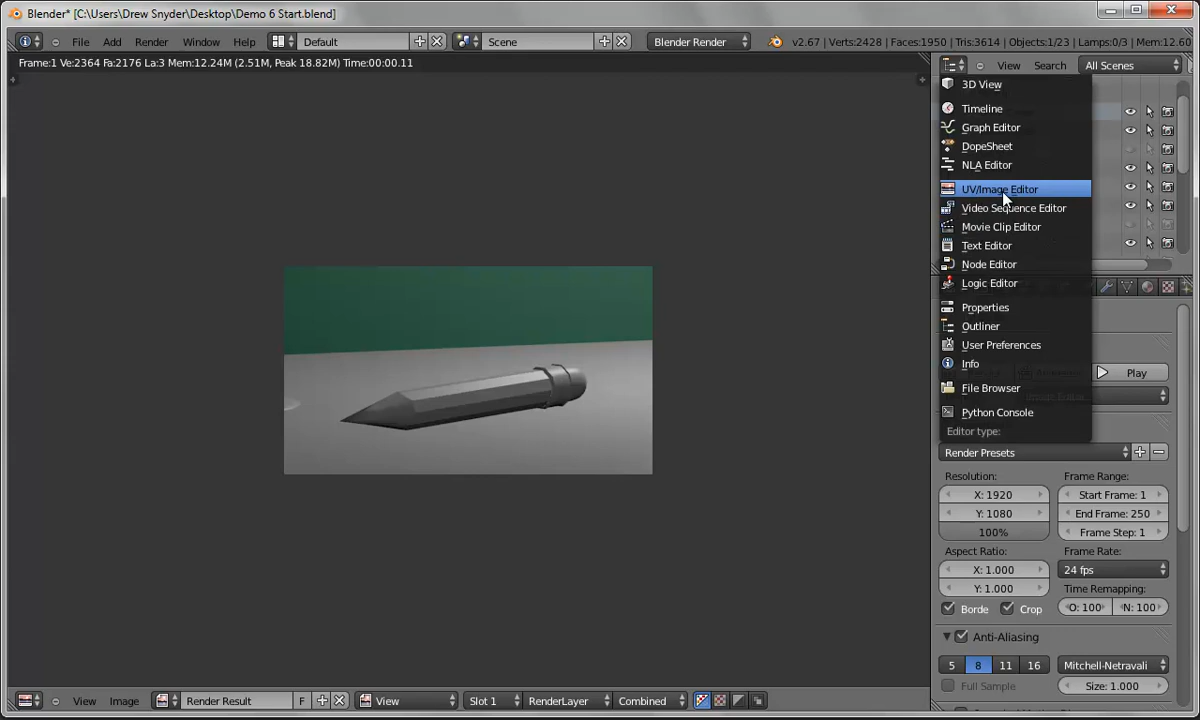 Blender* [C:\Users\Drew Snyder\Desktop\Demo 6 Start.blend]
File Add Render Window Help Default Scene Blender Render v2.67 | Verts:2428 | Faces:1950 | Tris:3614 | Objects:1/23 | Lamps:0/3 | Mem:12.60
Frame:1 Ve:2364 Fa:2176 La:3 Mem:12.24M (2.51M, Peak 18.82M) Time:00:00.11
View Search All Scenes
3D View
Timeline
Graph Editor
DopeSheet
NLA Editor
UV/Image Editor
Video Sequence Editor
Movie Clip Editor
Text Editor
Node Editor
Logic Editor
Properties
Outliner
User Preferences
Info
File Browser
Python Console
Editor type:
Play
Render Presets
Resolution: Frame Range:
X: 1920 Start Frame: 1
Y: 1080 End Frame: 250
100% Frame Step: 1
Aspect Ratio: Frame Rate:
X: 1.000 24 fps
Y: 1.000 Time Remapping:
Borde Crop O: 100 N: 100
Anti-Aliasing
5 8 11 16 Mitchell-Netravali
Full Sample Size: 1.000
View Image Render Result F View Slot 1 RenderLayer Combined